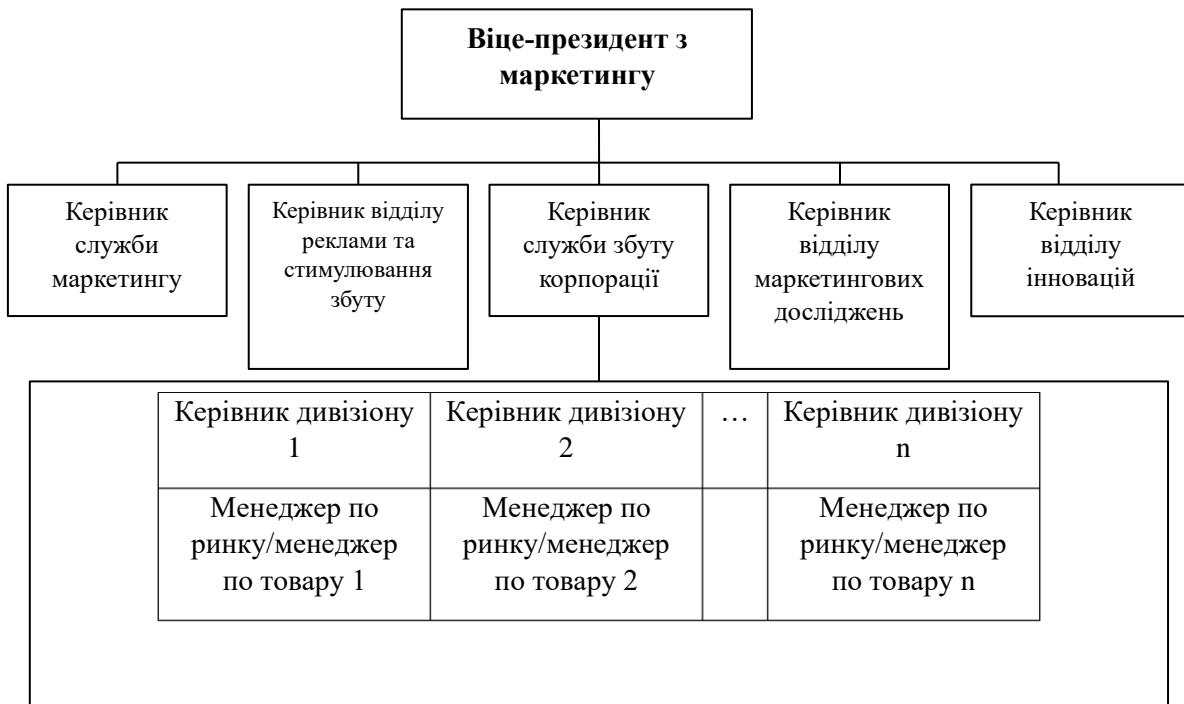 Віце-президент з
маркетингу
Керівник
служби
маркетингу
Керівник відділу
реклами та
стимулювання
збуту
Керівник
служби збуту
корпорації
Керівник
відділу
маркетингових
досліджень
Керівник
відділу
інновацій
Керівник дивізіону
1
Керівник дивізіону
2
…
Керівник дивізіону
n
Менеджер по
ринку/менеджер
по товару 1
Менеджер по
ринку/менеджер
по товару 2
Менеджер по
ринку/менеджер
по товару n